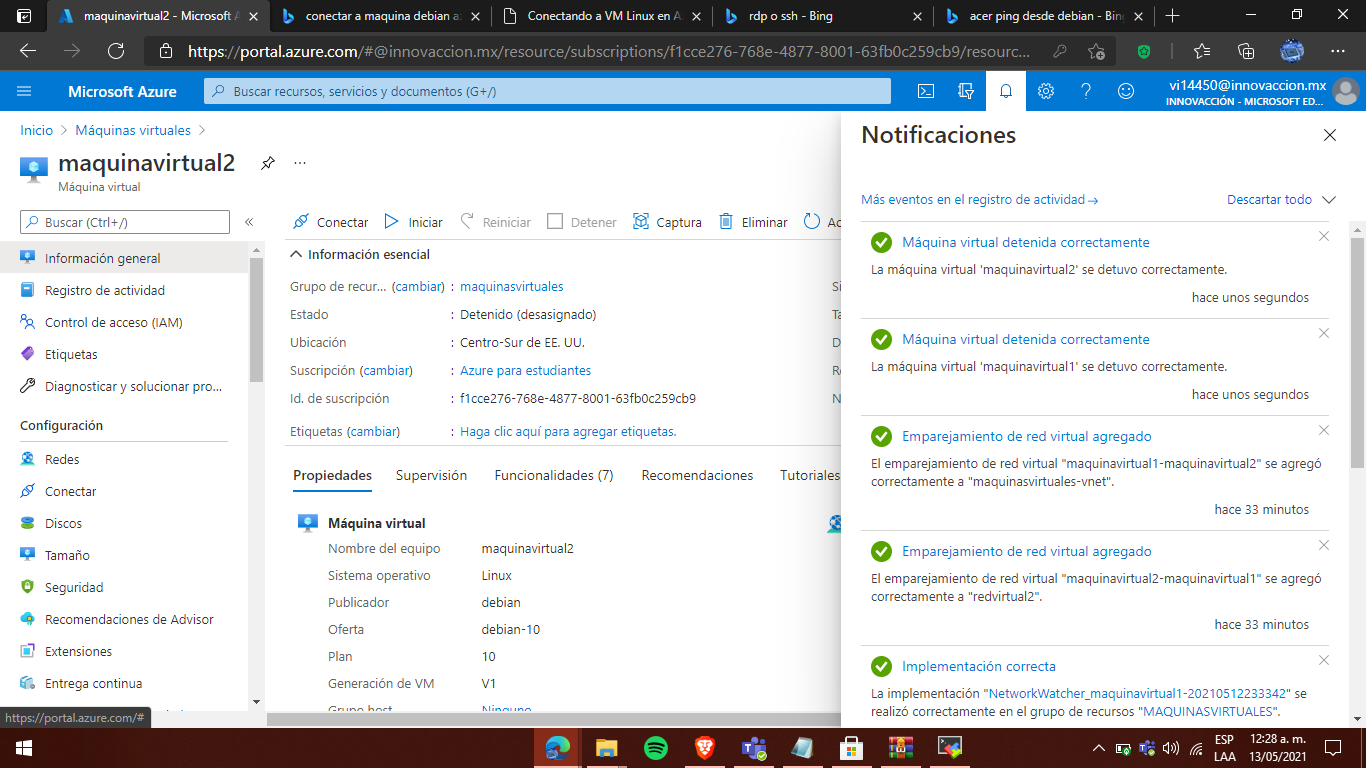 maquinavirtual2 - Microsoft A
conectar a maquina debian a
Conectando a VM Linux en A
rdp o ssh - Bing
acer ping desde debian - Bing
https://portal.azure.com/#@innovaccion.mx/resource/subscriptions/f1cce276-768e-4877-8001-63fb0c259cb9/resourc...
Microsoft Azure
Buscar recursos, servicios y documentos (G+/)
vi14450@innovaccion.mx
INNOVACCIÓN - MICROSOFT ED...
Inicio > Máquinas virtuales >
maquinavirtual2
Máquina virtual
Buscar (Ctrl+/)
Información general
Registro de actividad
Control de acceso (IAM)
Etiquetas
Diagnosticar y solucionar pro...
Configuración
Redes
Conectar
Discos
Tamaño
Seguridad
Recomendaciones de Advisor
Extensiones
Entrega continua
https://portal.azure.com/#
Conectar
Iniciar
Reiniciar
Detener
Captura
Eliminar
Ac
Información esencial
Grupo de recur... (cambiar) : maquinasvirtuales
Estado : Detenido (desasignado)
Ubicación : Centro-Sur de EE. UU.
Suscripción (cambiar) : Azure para estudiantes
Id. de suscripción : f1cce276-768e-4877-8001-63fb0c259cb9
Etiquetas (cambiar) : Haga clic aquí para agregar etiquetas.
Propiedades
Supervisión
Funcionalidades (7)
Recomendaciones
Tutoriales
Máquina virtual
Nombre del equipo maquinavirtual2
Sistema operativo Linux
Publicador debian
Oferta debian-10
Plan 10
Generación de VM V1
Grupo host Ninguno
Notificaciones
Más eventos en el registro de actividad →
Descartar todo
Máquina virtual detenida correctamente
La máquina virtual 'maquinavirtual2' se detuvo correctamente.
hace unos segundos
Máquina virtual detenida correctamente
La máquina virtual 'maquinavirtual1' se detuvo correctamente.
hace unos segundos
Emparejamiento de red virtual agregado
El emparejamiento de red virtual "maquinavirtual1-maquinavirtual2" se agregó
correctamente a "maquinasvirtuales-vnet".
hace 33 minutos
Emparejamiento de red virtual agregado
El emparejamiento de red virtual "maquinavirtual2-maquinavirtual1" se agregó
correctamente a "redvirtual2".
hace 33 minutos
Implementación correcta
La implementación "NetworkWatcher_maquinavirtual1-20210512233342" se
realizó correctamente en el grupo de recursos "MAQUINASVIRTUALES".
ESP
LAA
12:28 a. m.
13/05/2021